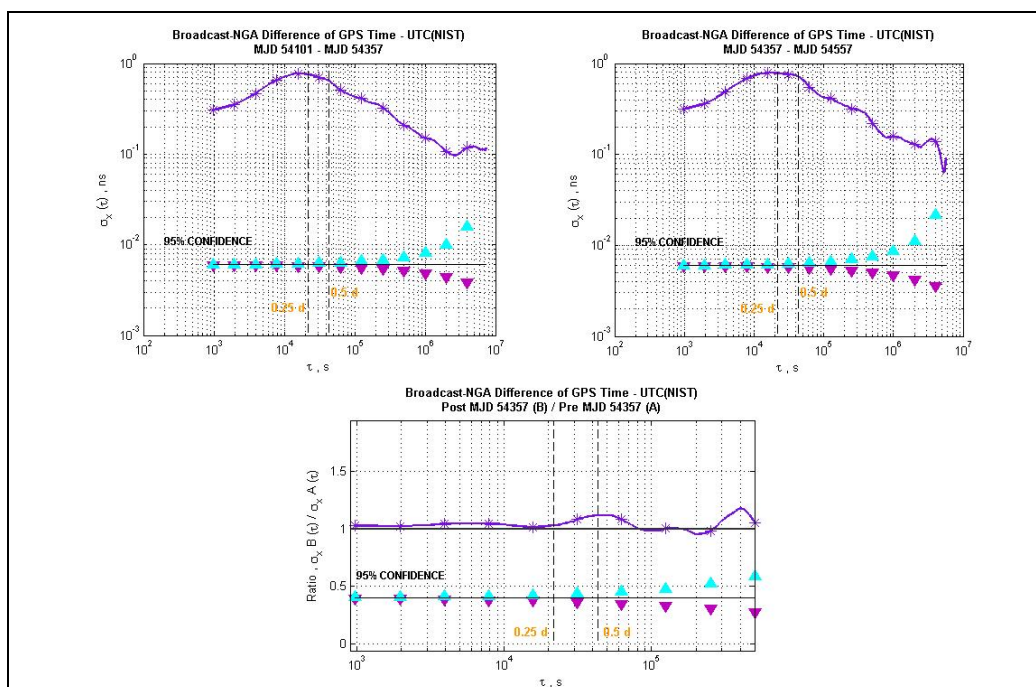 Broadcast-NGA Difference of GPS Time - UTC(NIST)
MJD 54101 - MJD 54357
10^0
10^-1
10^-2
10^-3
σ_x (τ) , ns
95% CONFIDENCE
0.25 d
0.5 d
10^2 10^3 10^4 10^5 10^6 10^7
τ , s
Broadcast-NGA Difference of GPS Time - UTC(NIST)
MJD 54357 - MJD 54557
10^0
10^-1
10^-2
10^-3
σ_x (τ) , ns
95% CONFIDENCE
0.25 d
0.5 d
10^2 10^3 10^4 10^5 10^6 10^7
τ , s
Broadcast-NGA Difference of GPS Time - UTC(NIST)
Post MJD 54357 (B) / Pre MJD 54357 (A)
1.5
1
0.5
0
Ratio , σ_x B (τ) / σ_x A (τ)
95% CONFIDENCE
0.25 d
0.5 d
10^3 10^4 10^5
τ , s